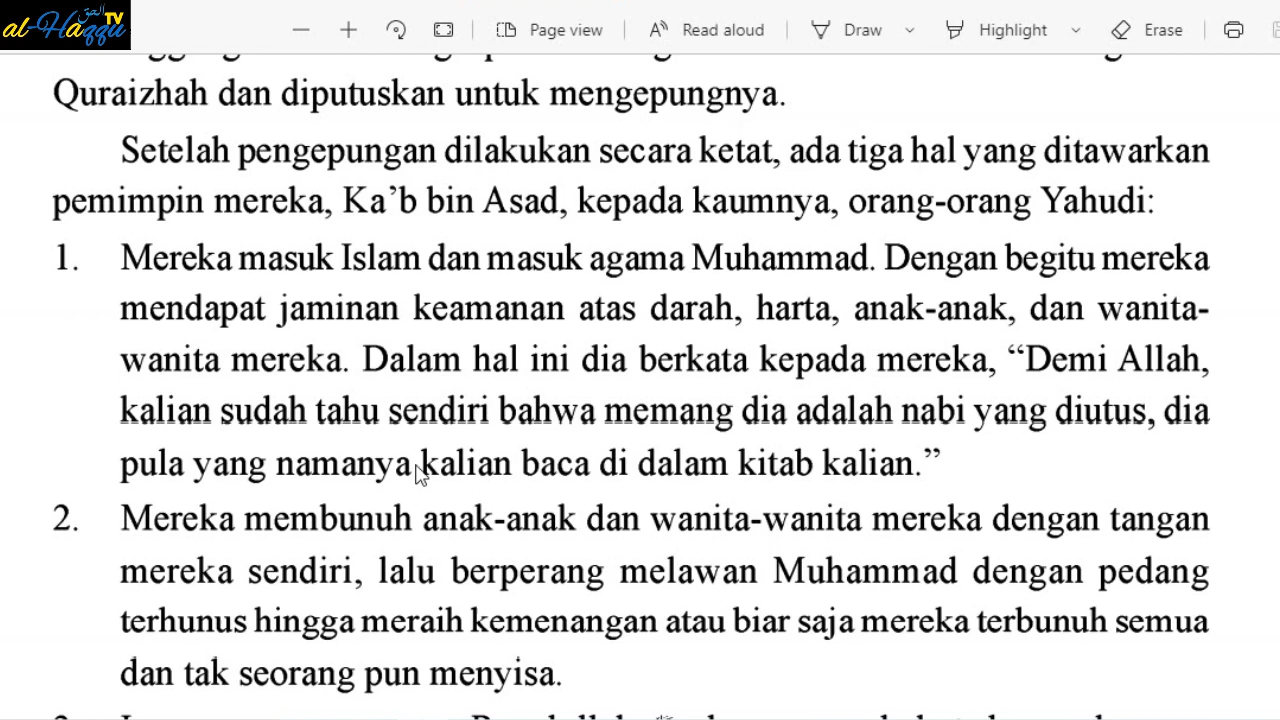 al-Haqqu TV
Page view
Read aloud
Draw
Highlight
Erase
Quraizhah dan diputuskan untuk mengepungnya.
Setelah pengepungan dilakukan secara ketat, ada tiga hal yang ditawarkan
pemimpin mereka, Ka’b bin Asad, kepada kaumnya, orang-orang Yahudi:
1. Mereka masuk Islam dan masuk agama Muhammad. Dengan begitu mereka
mendapat jaminan keamanan atas darah, harta, anak-anak, dan wanita-
wanita mereka. Dalam hal ini dia berkata kepada mereka, “Demi Allah,
kalian sudah tahu sendiri bahwa memang dia adalah nabi yang diutus, dia
pula yang namanya kalian baca di dalam kitab kalian.”
2. Mereka membunuh anak-anak dan wanita-wanita mereka dengan tangan
mereka sendiri, lalu berperang melawan Muhammad dengan pedang
terhunus hingga meraih kemenangan atau biar saja mereka terbunuh semua
dan tak seorang pun menyisa.